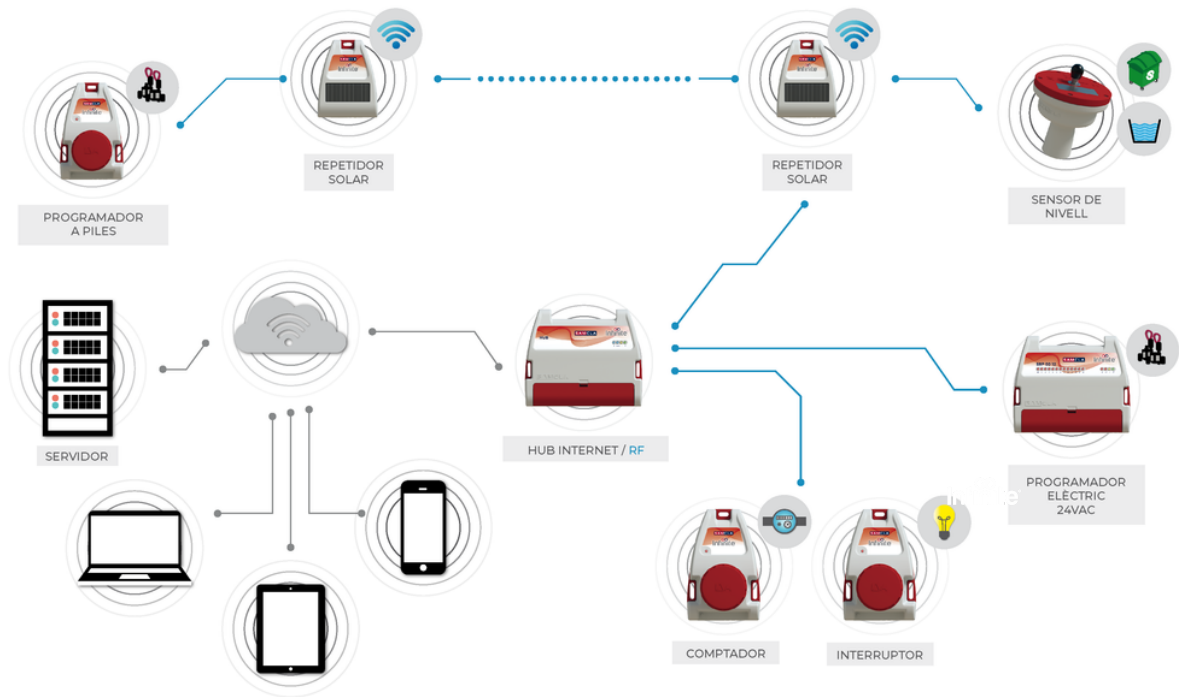 REPETIDOR
SOLAR
REPETIDOR
SOLAR
SENSOR DE
NIVELL
PROGRAMADOR
A PILES
SERVIDOR
HUB INTERNET / RF
PROGRAMADOR
ELÈCTRIC
24VAC
COMPTADOR
INTERRUPTOR